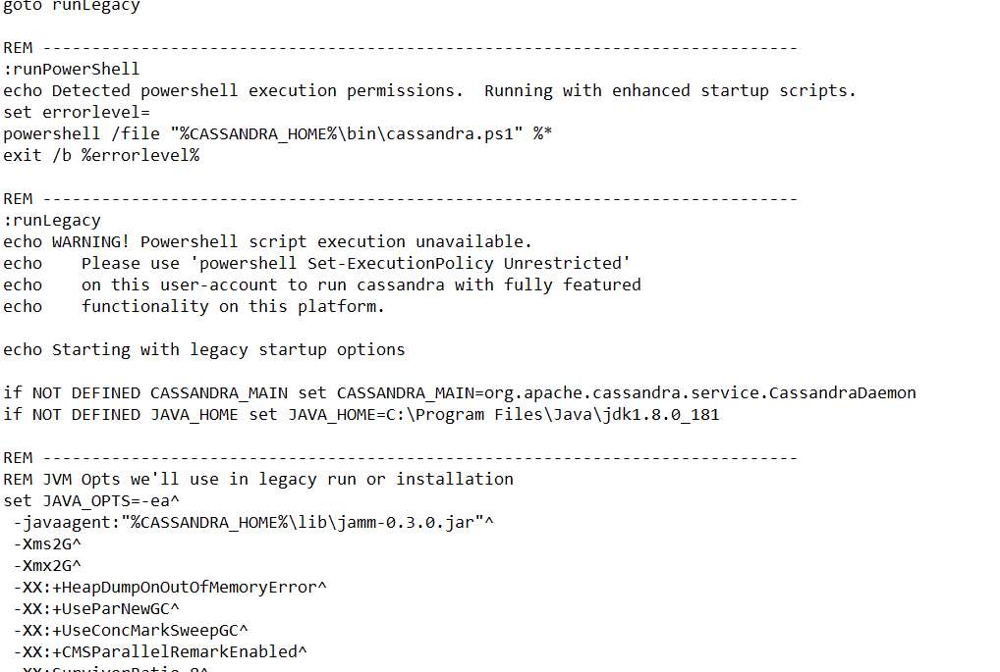 goto runLegacy
REM -----------------------------------------------------------------------------
:runPowerShell
echo Detected powershell execution permissions.  Running with enhanced startup scripts.
set errorlevel=
powershell /file "%CASSANDRA_HOME%\bin\cassandra.ps1" %*
exit /b %errorlevel%
REM -----------------------------------------------------------------------------
:runLegacy
echo WARNING! Powershell script execution unavailable.
echo    Please use 'powershell Set-ExecutionPolicy Unrestricted'
echo    on this user-account to run cassandra with fully featured
echo    functionality on this platform.
echo Starting with legacy startup options
if NOT DEFINED CASSANDRA_MAIN set CASSANDRA_MAIN=org.apache.cassandra.service.CassandraDaemon
if NOT DEFINED JAVA_HOME set JAVA_HOME=C:\Program Files\Java\jdk1.8.0_181
REM -----------------------------------------------------------------------------
REM JVM Opts we'll use in legacy run or installation
set JAVA_OPTS=-ea^
 -javaagent:"%CASSANDRA_HOME%\lib\jamm-0.3.0.jar"^
 -Xms2G^
 -Xmx2G^
 -XX:+HeapDumpOnOutOfMemoryError^
 -XX:+UseParNewGC^
 -XX:+UseConcMarkSweepGC^
 -XX:+CMSParallelRemarkEnabled^
 -XX:SurvivorRatio=8^